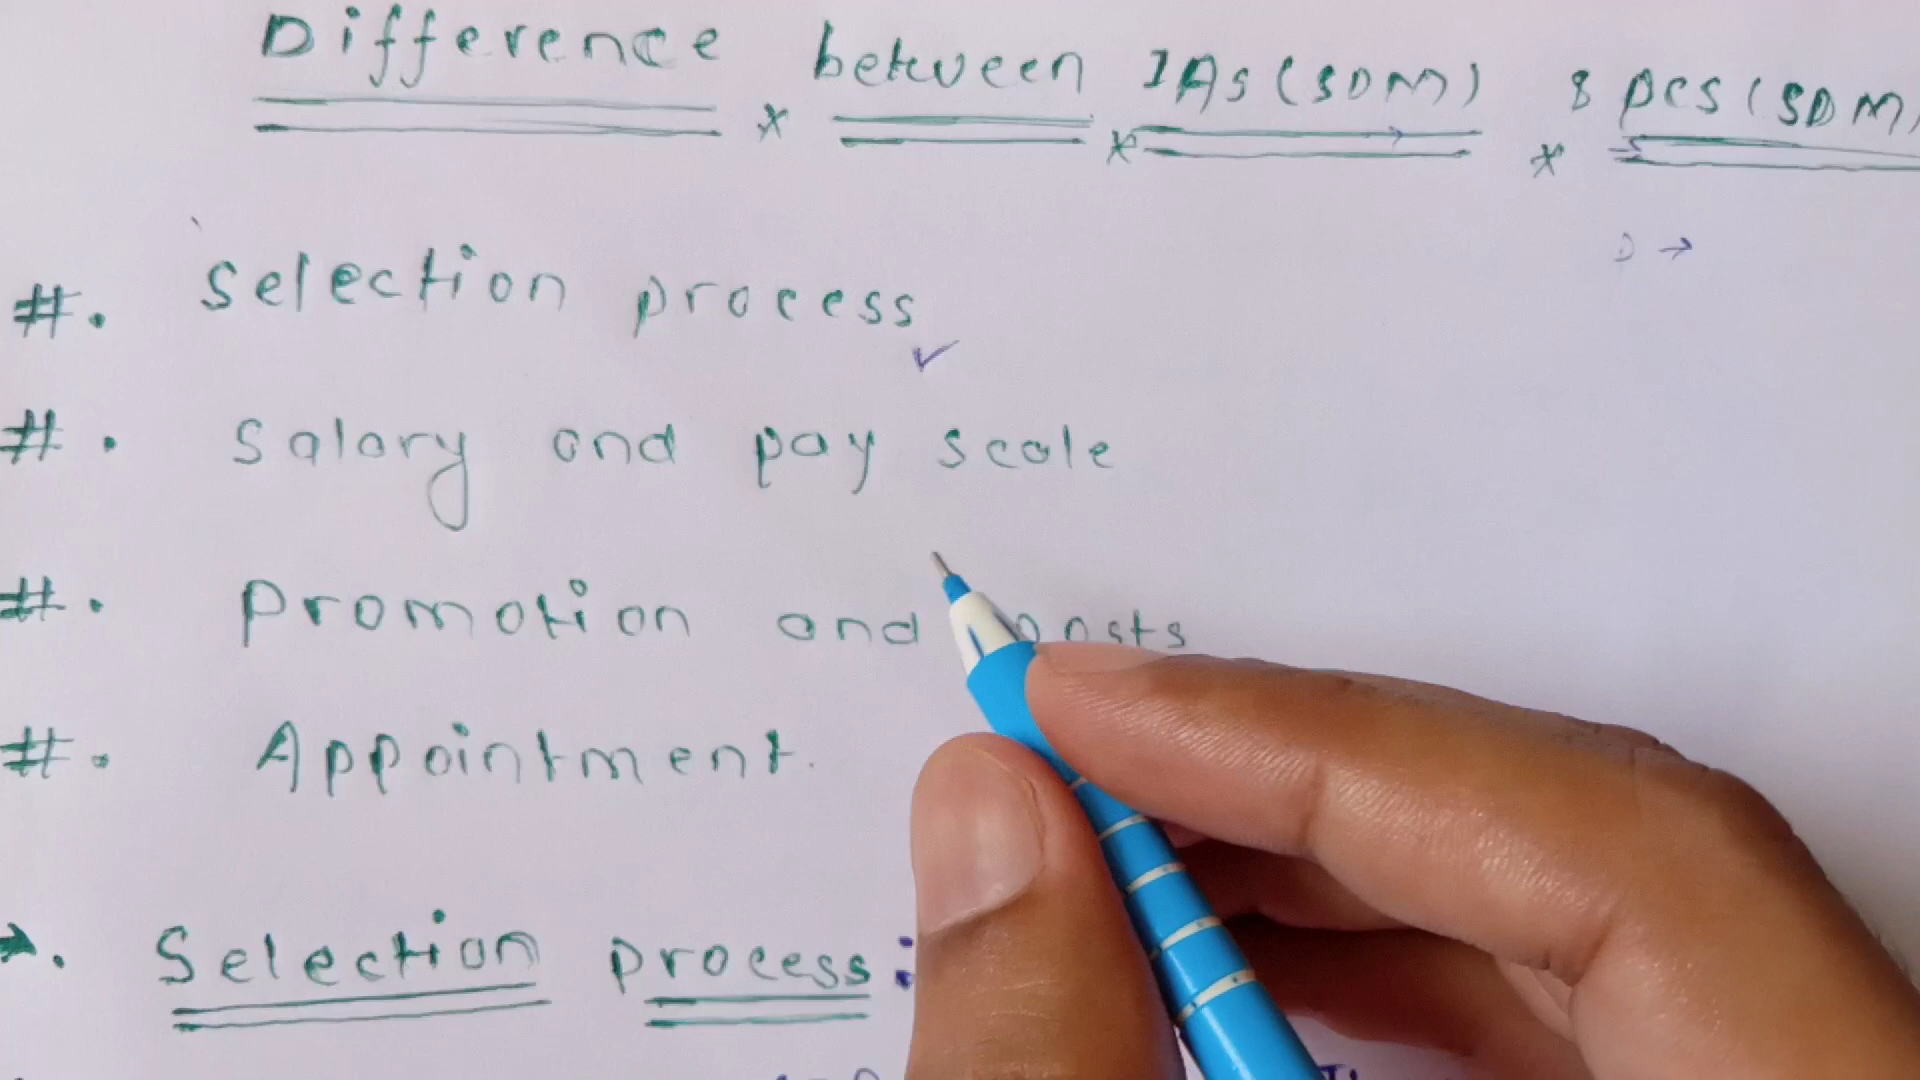 Difference between IAS (SDM) & PCS (SDM)
#. Selection process
#. Salary and pay scale
#. Promotion and posts
#. Appointment.
Selection process: